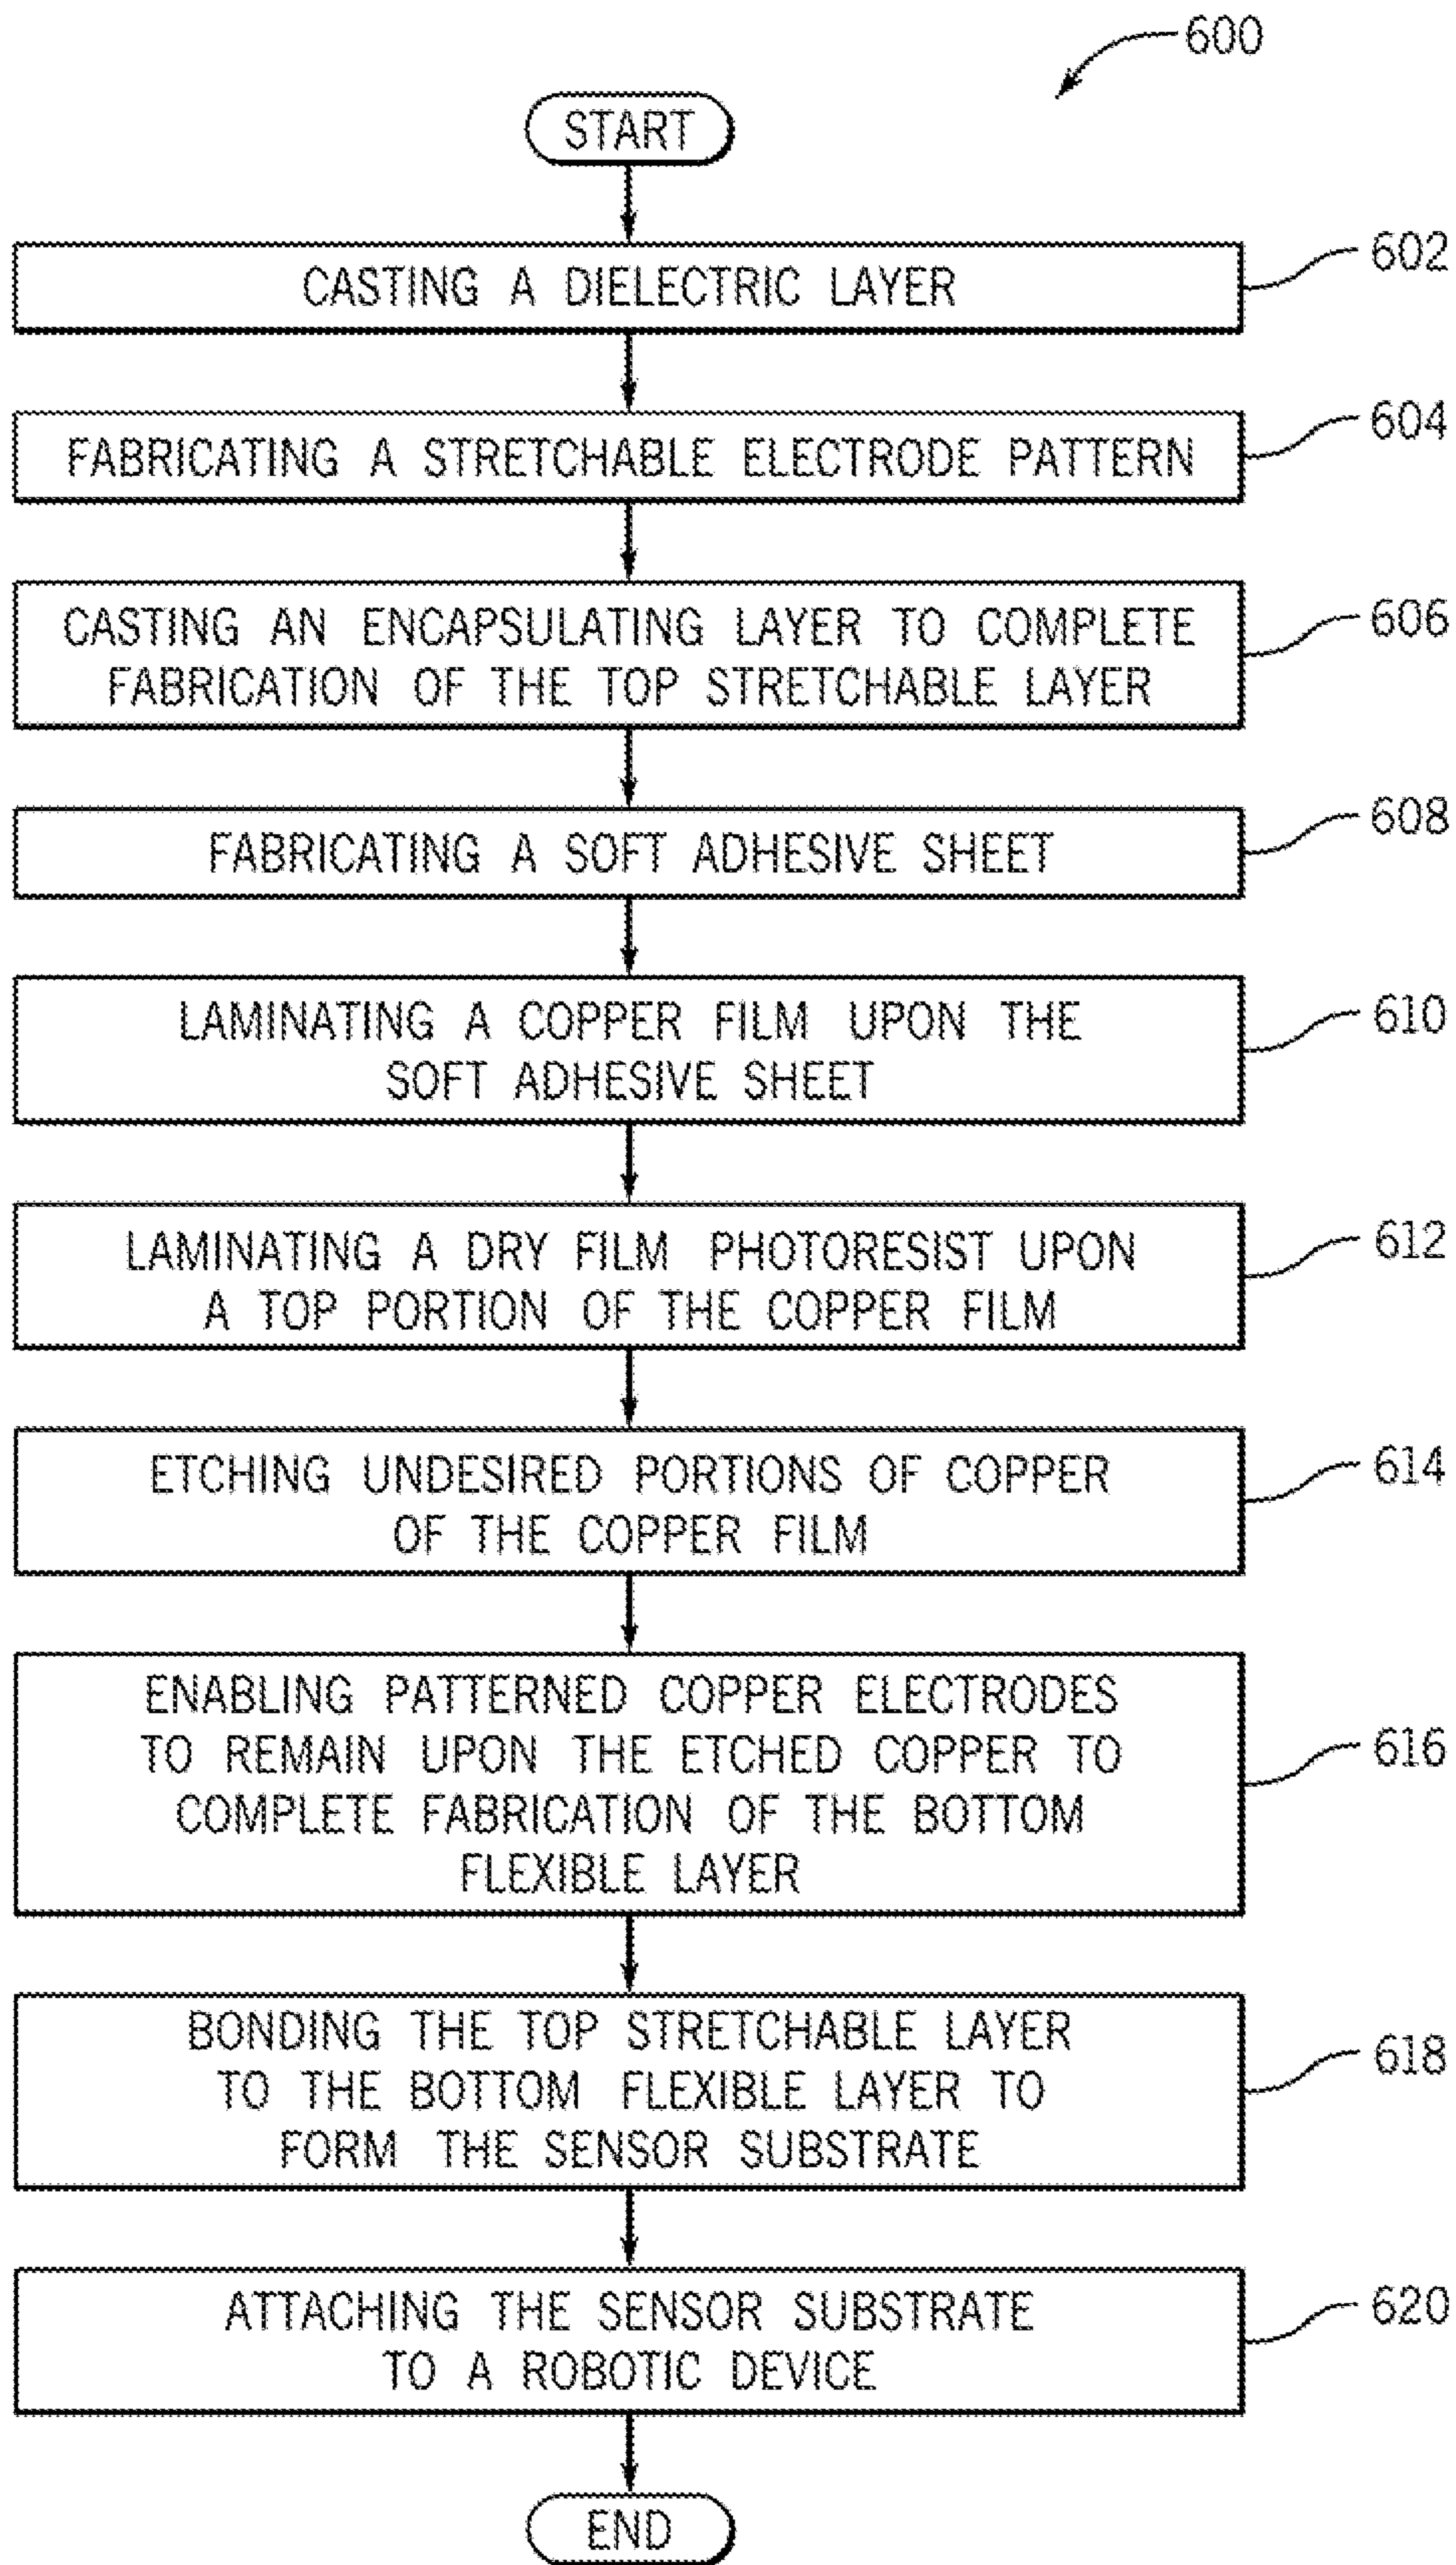 600
START
CASTING A DIELECTRIC LAYER
602
FABRICATING A STRETCHABLE ELECTRODE PATTERN
604
CASTING AN ENCAPSULATING LAYER TO COMPLETE
FABRICATION OF THE TOP STRETCHABLE LAYER
606
FABRICATING A SOFT ADHESIVE SHEET
608
LAMINATING A COPPER FILM UPON THE
SOFT ADHESIVE SHEET
610
LAMINATING A DRY FILM PHOTORESIST UPON
A TOP PORTION OF THE COPPER FILM
612
ETCHING UNDESIRED PORTIONS OF COPPER
OF THE COPPER FILM
614
ENABLING PATTERNED COPPER ELECTRODES
TO REMAIN UPON THE ETCHED COPPER TO
COMPLETE FABRICATION OF THE BOTTOM
FLEXIBLE LAYER
616
BONDING THE TOP STRETCHABLE LAYER
TO THE BOTTOM FLEXIBLE LAYER TO
FORM THE SENSOR SUBSTRATE
618
ATTACHING THE SENSOR SUBSTRATE
TO A ROBOTIC DEVICE
620
END